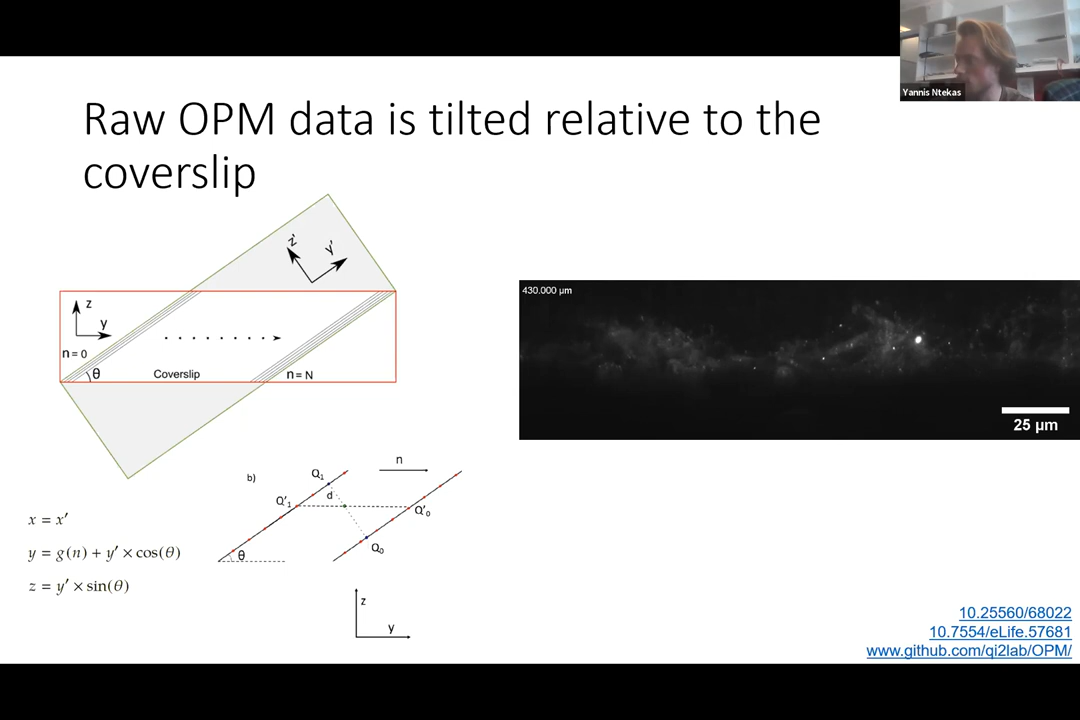 Yannis Ntekas
Raw OPM data is tilted relative to the
coverslip
z'
y'
z
y
n = 0
θ
Coverslip
n = N
430.000 µm
25 µm
b)
n
Q₁
Q'₁
d
Q'₀
Q₀
θ
z
y
x = x′
y = g(n) + y′ × cos(θ)
z = y′ × sin(θ)
10.25560/68022
10.7554/eLife.57681
www.github.com/qi2lab/OPM/